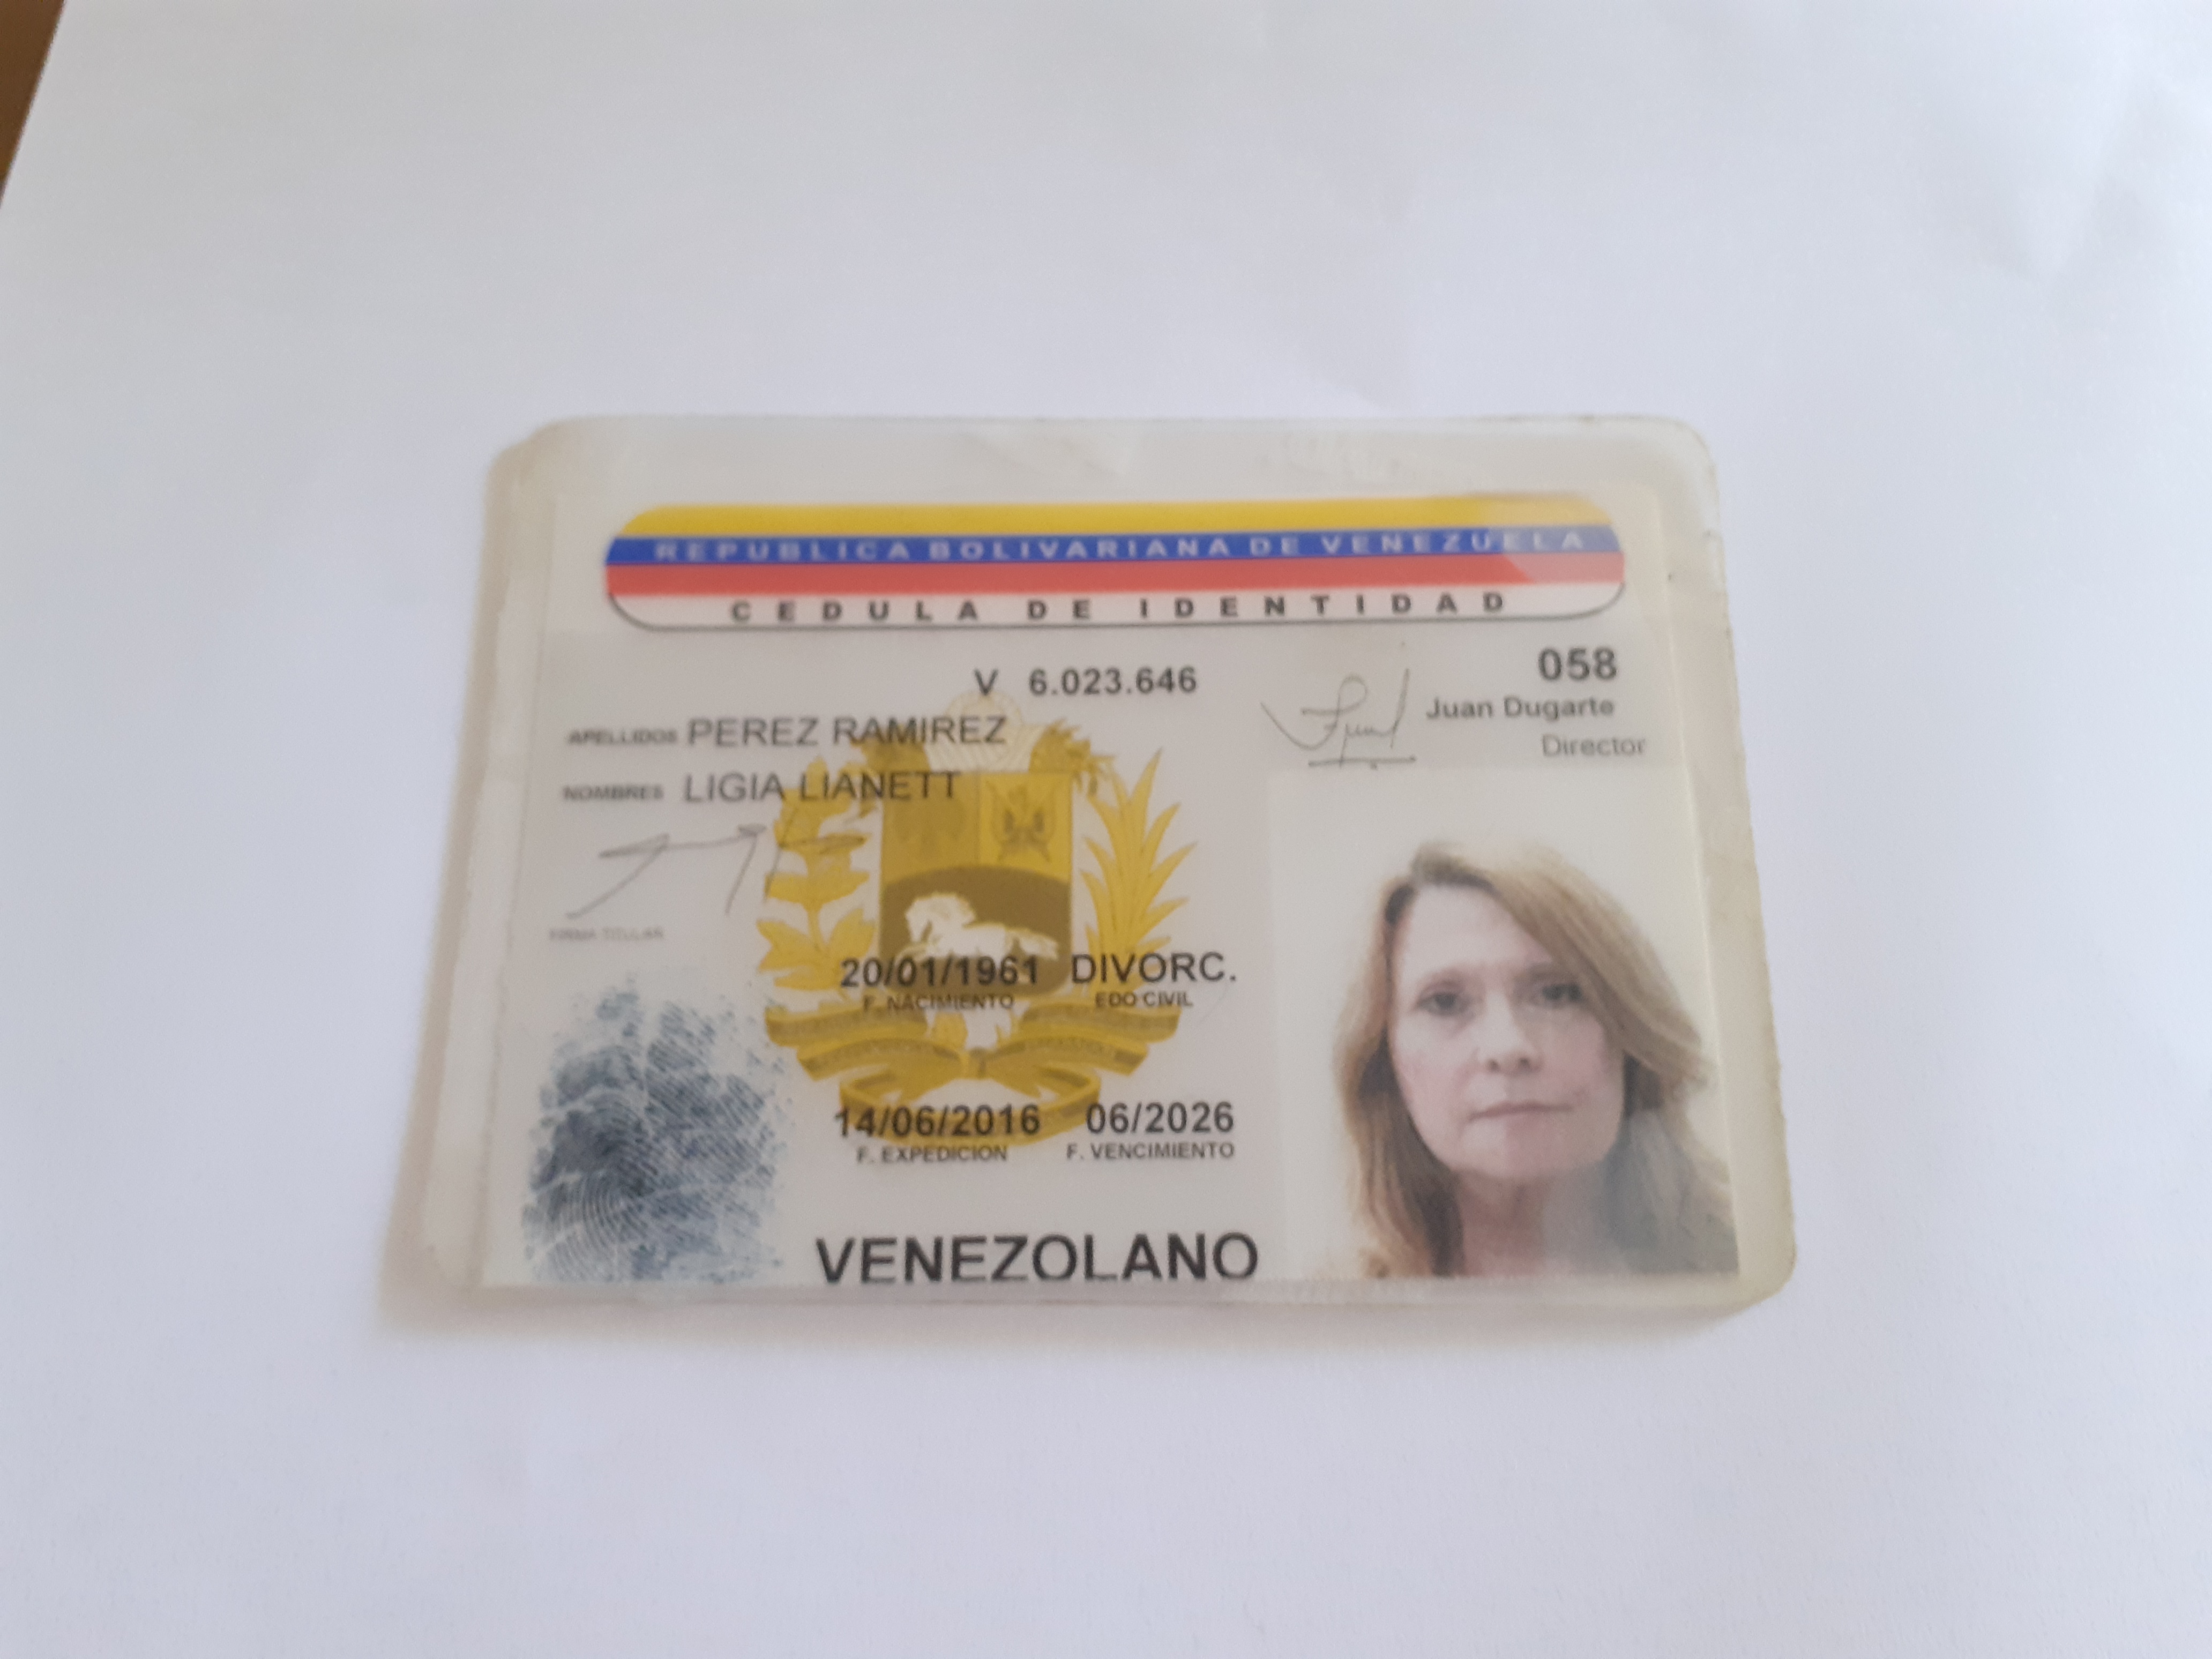 REPUBLICA BOLIVARIANA DE VENEZUELA
CEDULA DE IDENTIDAD
V 6.023.646
058
Juan Dugarte
Director
APELLIDOS PEREZ RAMIREZ
NOMBRES LIGIA LIANETT
FIRMA TITULAR
20/01/1961 DIVORC.
F. NACIMIENTO EDO CIVIL
14/06/2016 06/2026
F. EXPEDICION F. VENCIMIENTO
VENEZOLANO